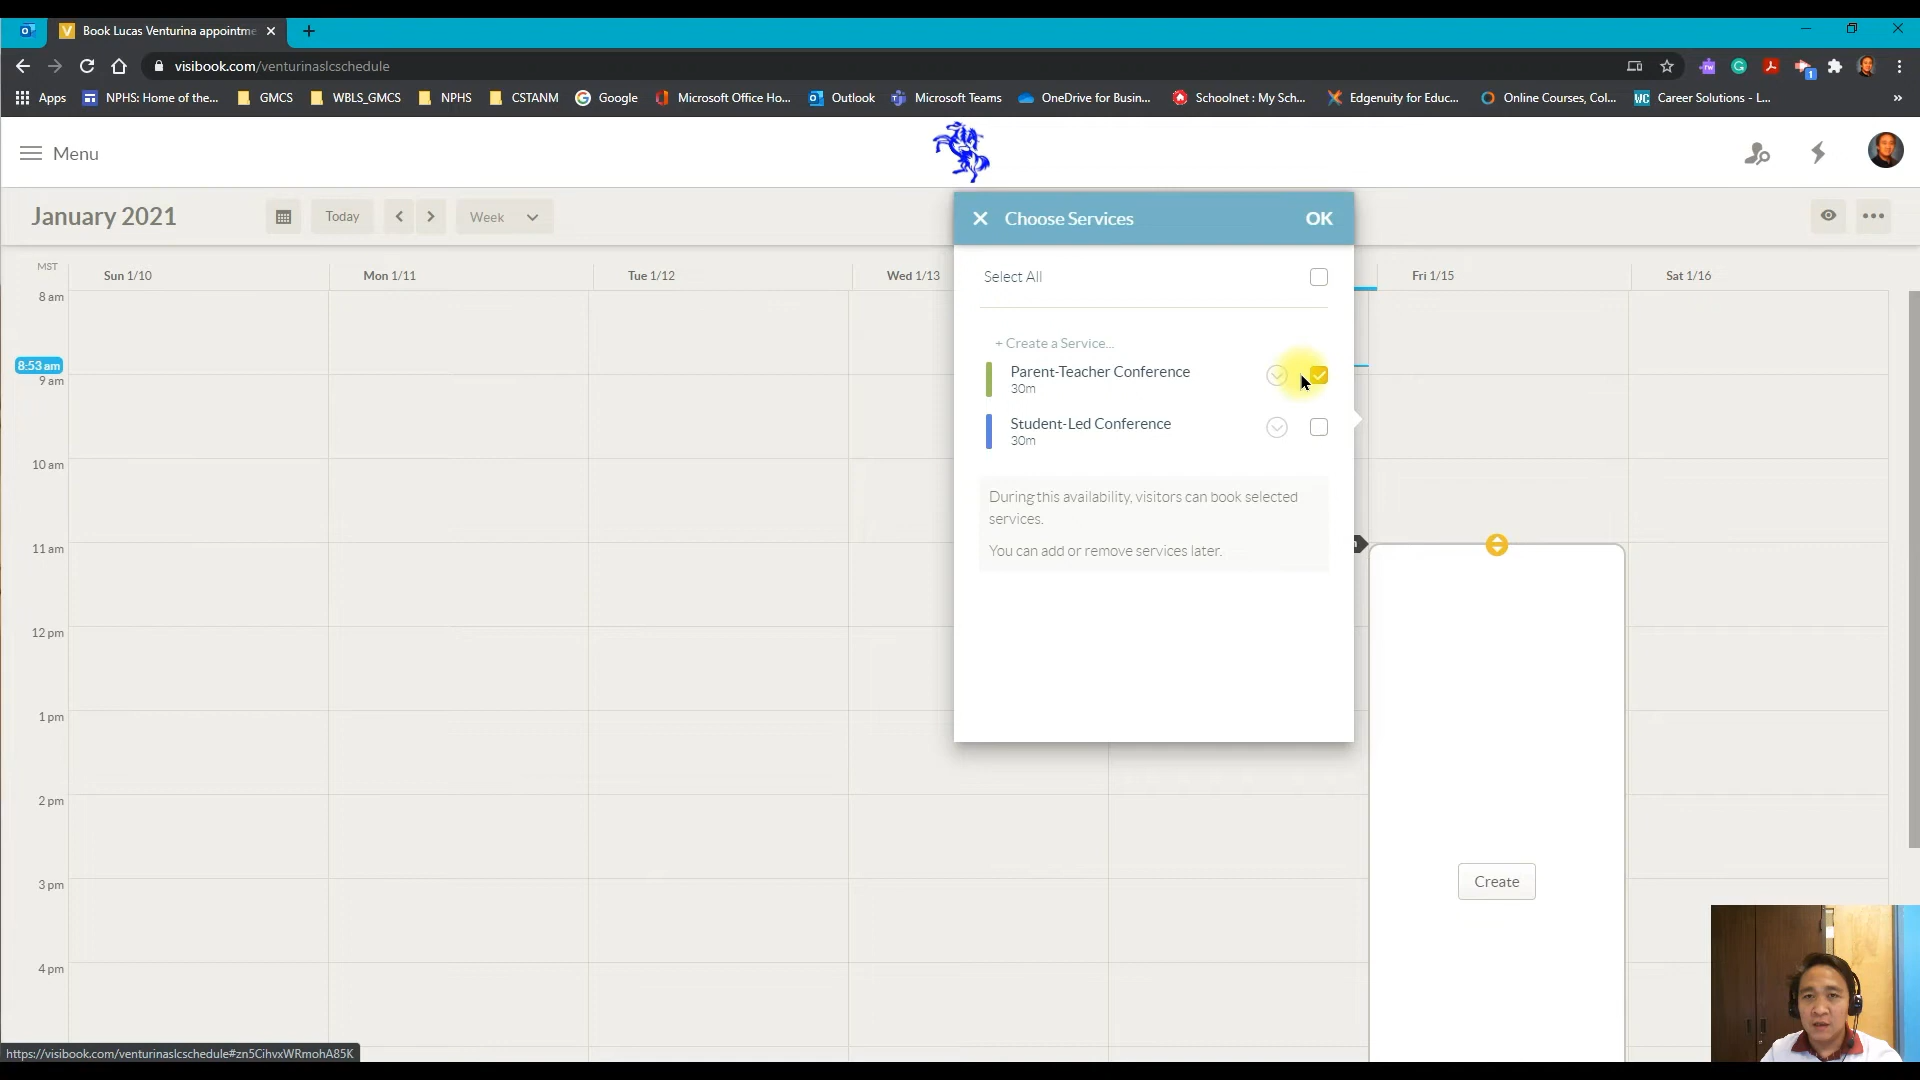 Book Lucas Venturina appointme
visibook.com/venturinaslcschedule
Apps
NPHS: Home of the...
GMCS
WBLS_GMCS
NPHS
CSTANM
Google
Microsoft Office Ho...
Outlook
Microsoft Teams
OneDrive for Busin...
Schoolnet : My Sch...
Edgenuity for Educ...
Online Courses, Col...
WC
Career Solutions - L...
»
Menu
January 2021
Today
Week
Choose Services
OK
MST
Sun 1/10
Mon 1/11
Tue 1/12
Wed 1/13
Fri 1/15
Sat 1/16
Select All
8 am
+ Create a Service...
8:53 am
9 am
Parent-Teacher Conference
30m
Student-Led Conference
30m
10 am
During this availability, visitors can book selected
services.
You can add or remove services later.
11 am
12 pm
1 pm
2 pm
3 pm
Create
4 pm
https://visibook.com/venturinaslcschedule#zn5CihvxWRmohA85K